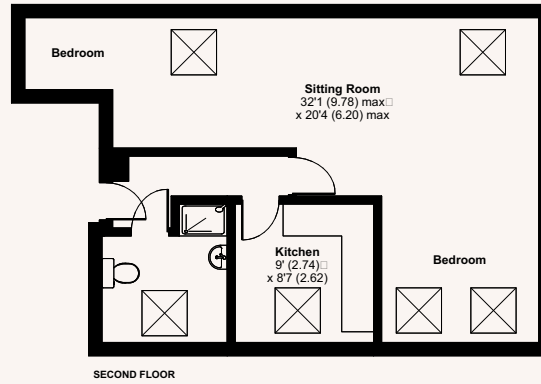 Bedroom
Sitting Room
32'1 (9.78) max□
x 20'4 (6.20) max
Kitchen
9' (2.74)□
x 8'7 (2.62)
Bedroom
SECOND FLOOR